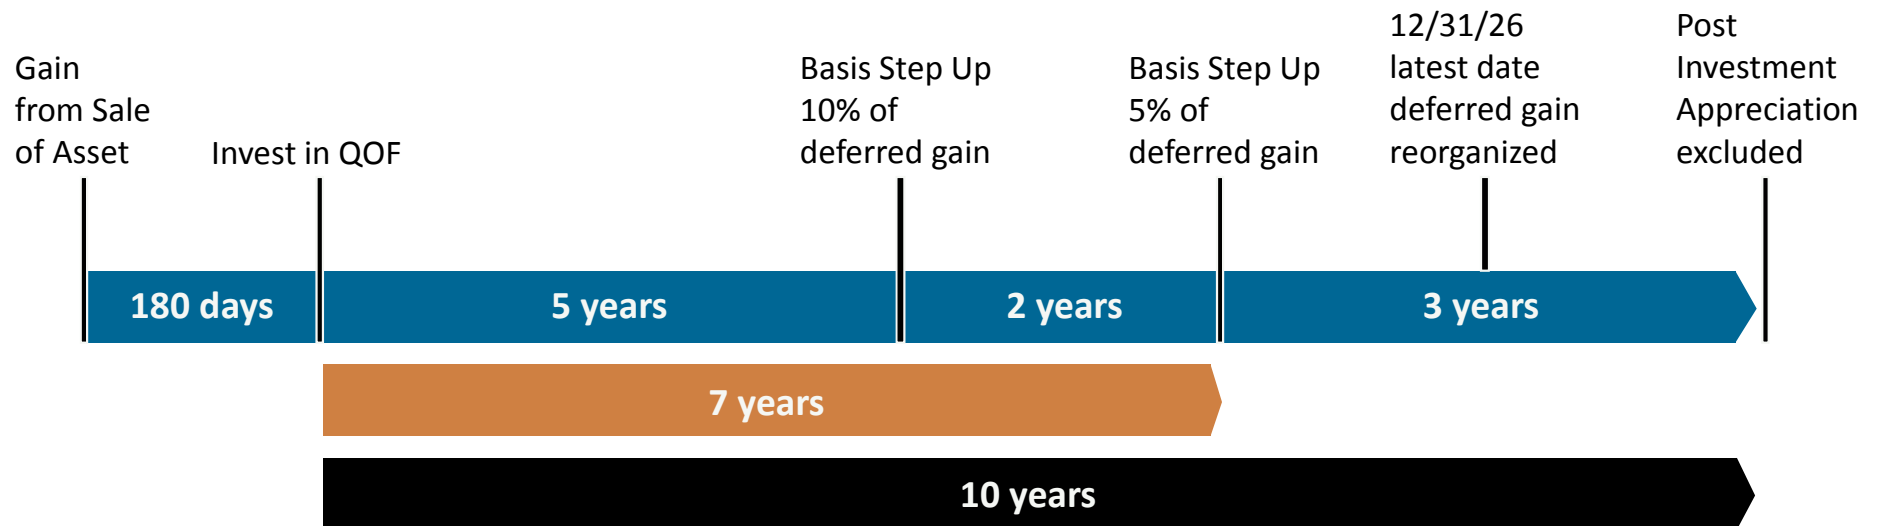 Gain
from Sale
of Asset
Invest in QOF
Basis Step Up
10% of
deferred gain
Basis Step Up
5% of
deferred gain
12/31/26
latest date
deferred gain
reorganized
Post
Investment
Appreciation
excluded
180 days
5 years
2 years
3 years
7 years
10 years